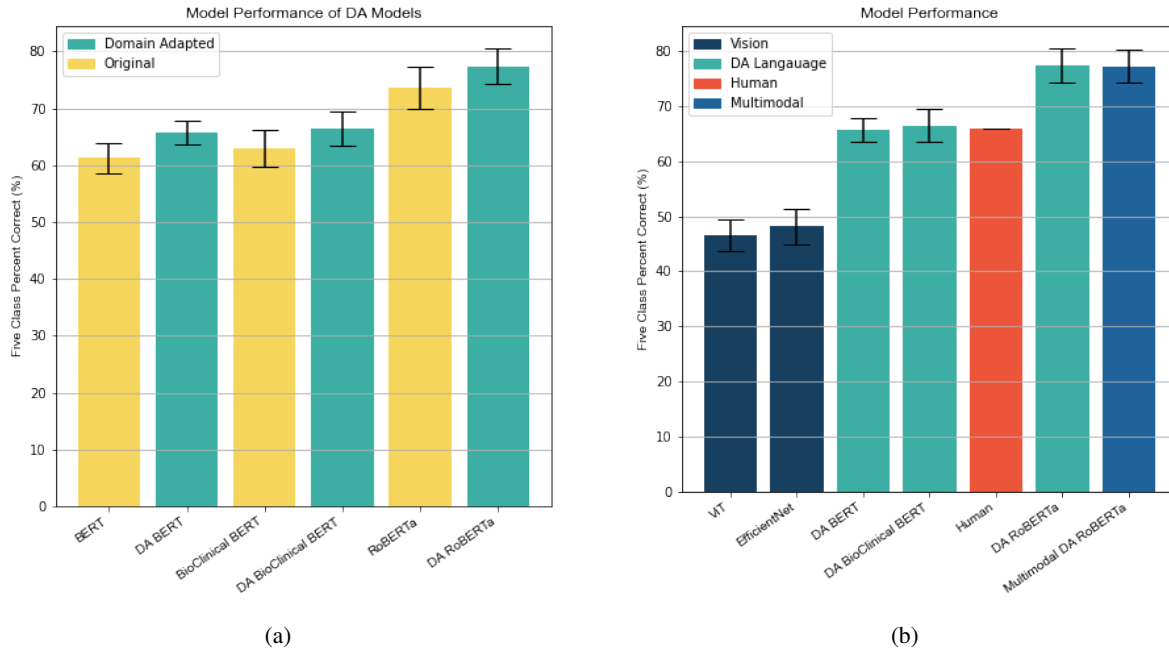 Model Performance of DA Models
Domain Adapted
Original
Five Class Percent Correct (%)
80
70
60
50
40
30
20
10
0
BERT
DA BERT
BioClinical BERT
DA BioClinical BERT
RoBERTa
DA RoBERTa
(a)
Model Performance
Vision
DA Langauage
Human
Multimodal
Five Class Percent Correct (%)
80
70
60
50
40
30
20
10
0
ViT
EfficientNet
DA BERT
DA BioClinical BERT
Human
DA RoBERTa
Multimodal DA RoBERTa
(b)